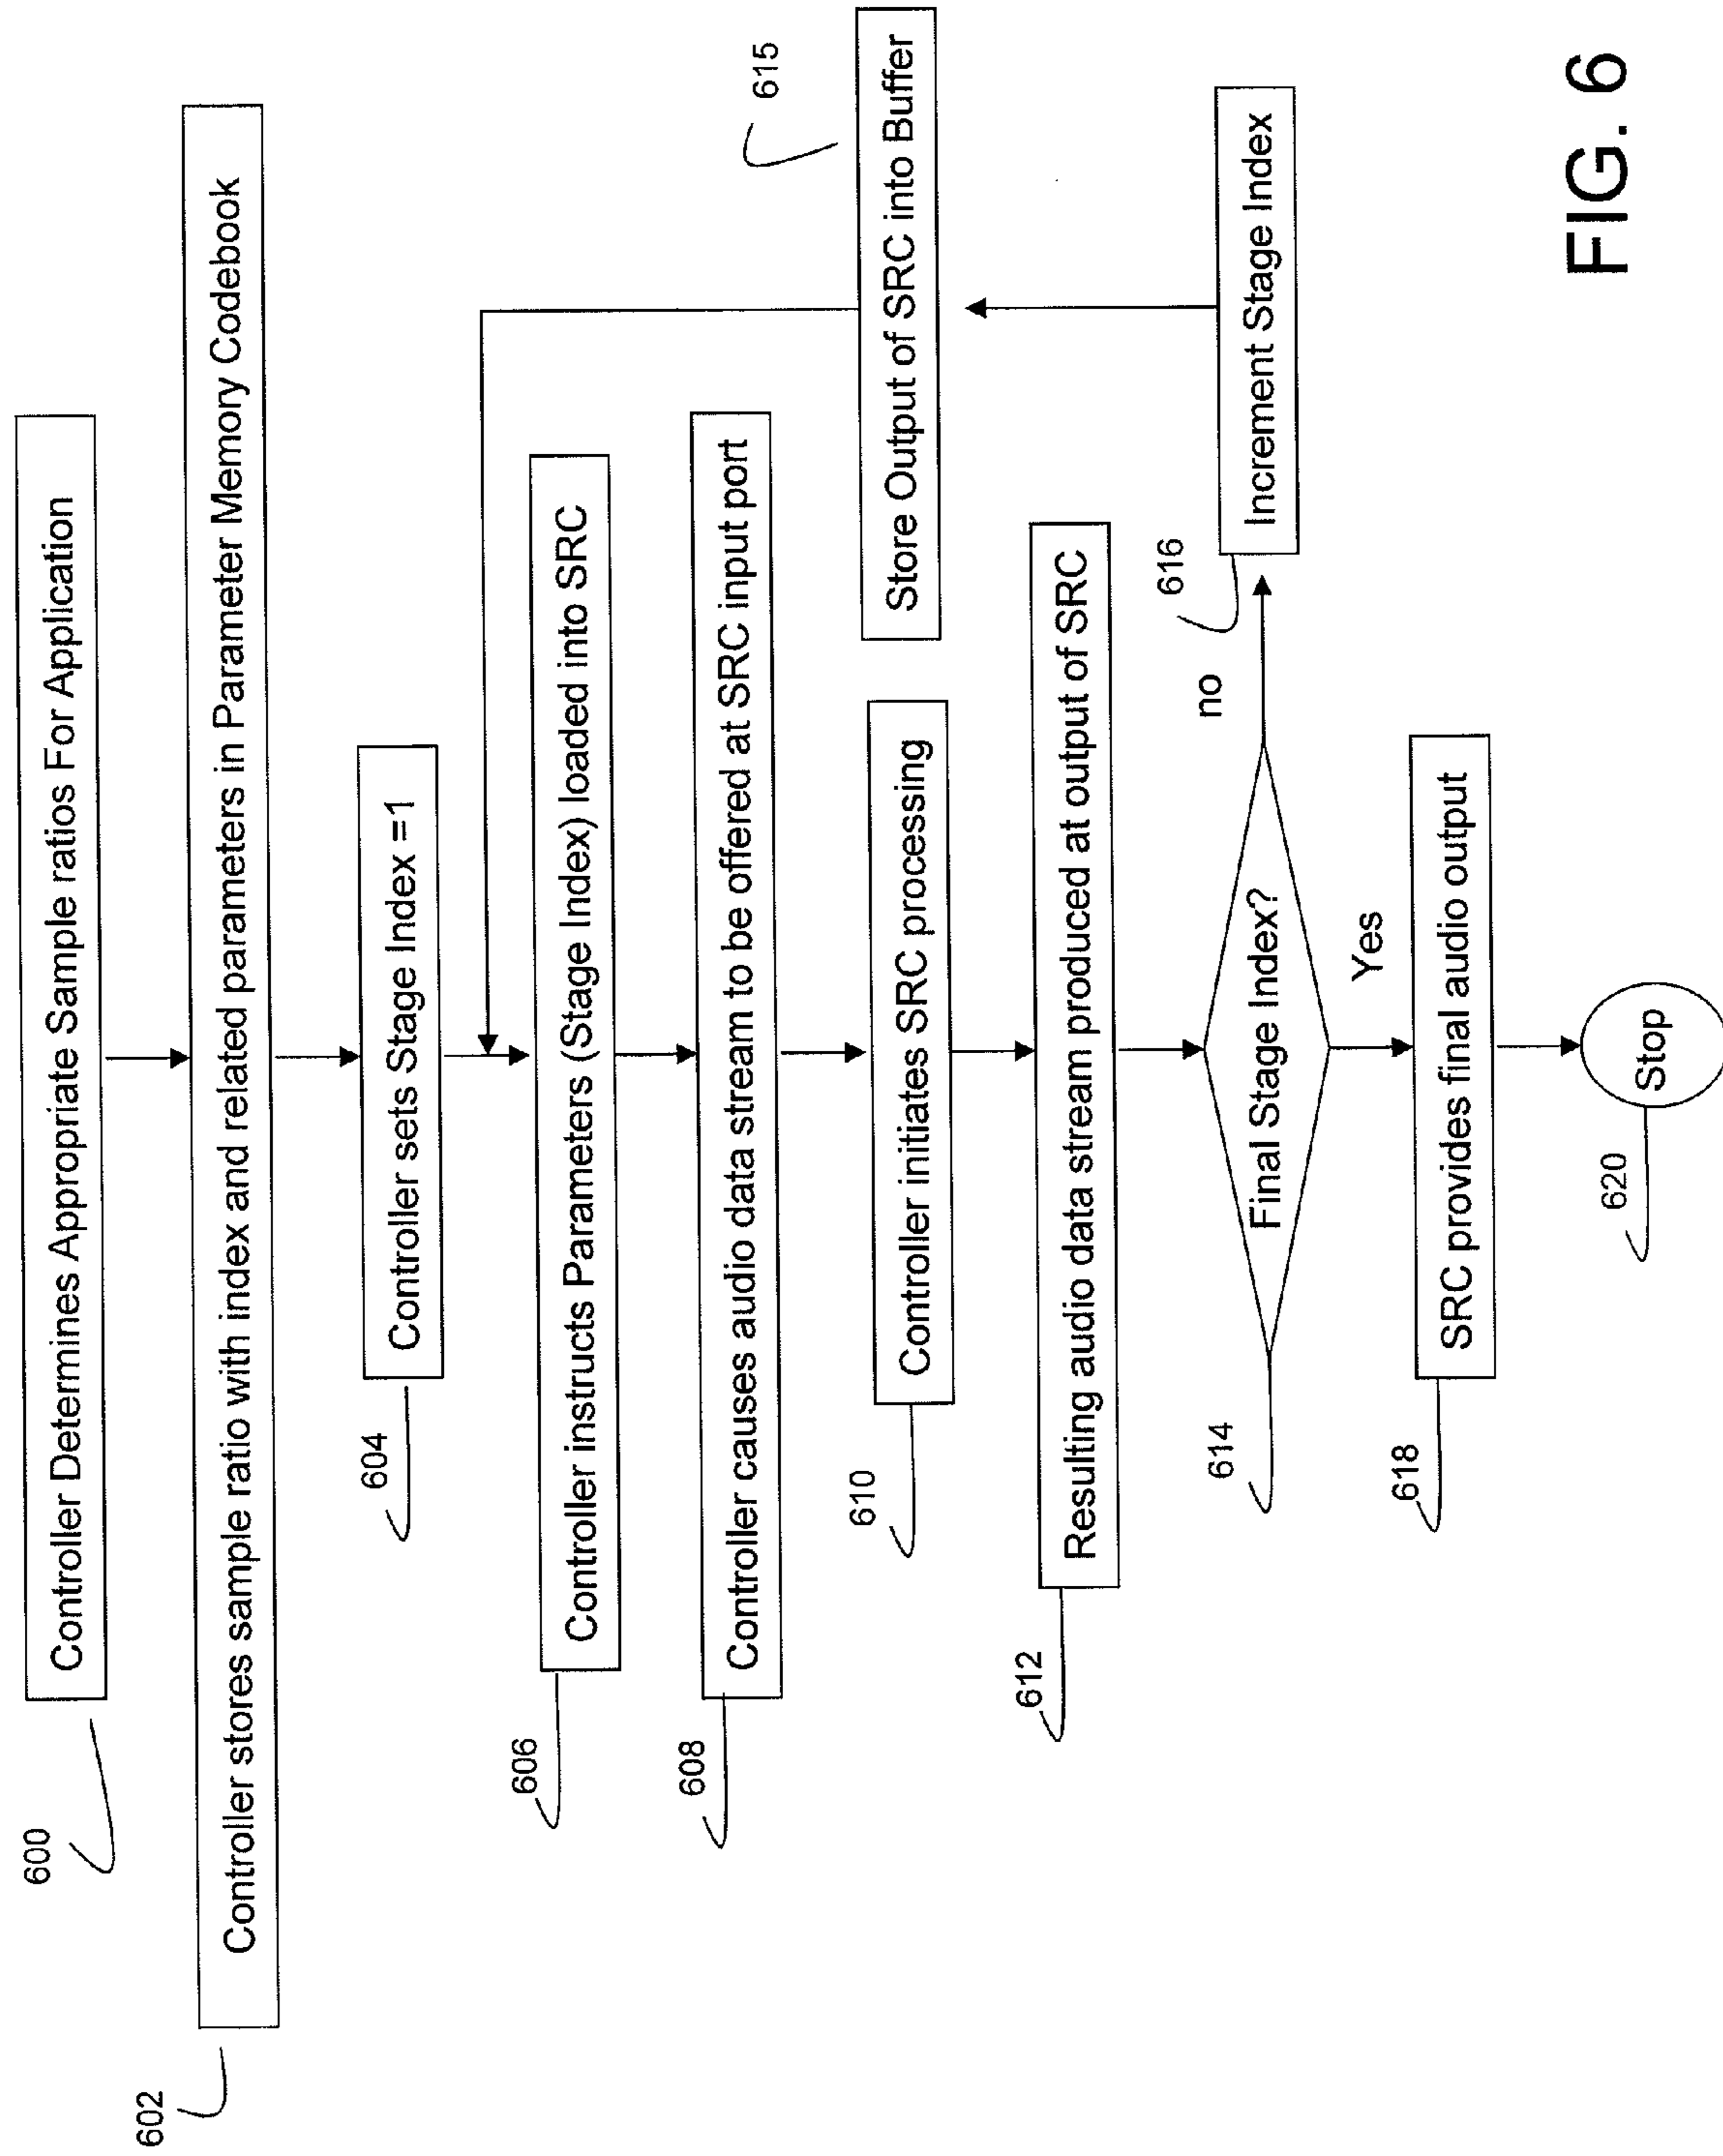 600
Controller Determines Appropriate Sample ratios For Application
602
Controller stores sample ratio with index and related parameters in Parameter Memory Codebook
604
Controller sets Stage Index =1
606
Controller instructs Parameters (Stage Index) loaded into SRC
608
Controller causes audio data stream to be offered at SRC input port
610
Controller initiates SRC processing
615
Store Output of SRC into Buffer
612
Resulting audio data stream produced at output of SRC
614
Final Stage Index?
no
616
Increment Stage Index
Yes
618
SRC provides final audio output
620
Stop
FIG. 6